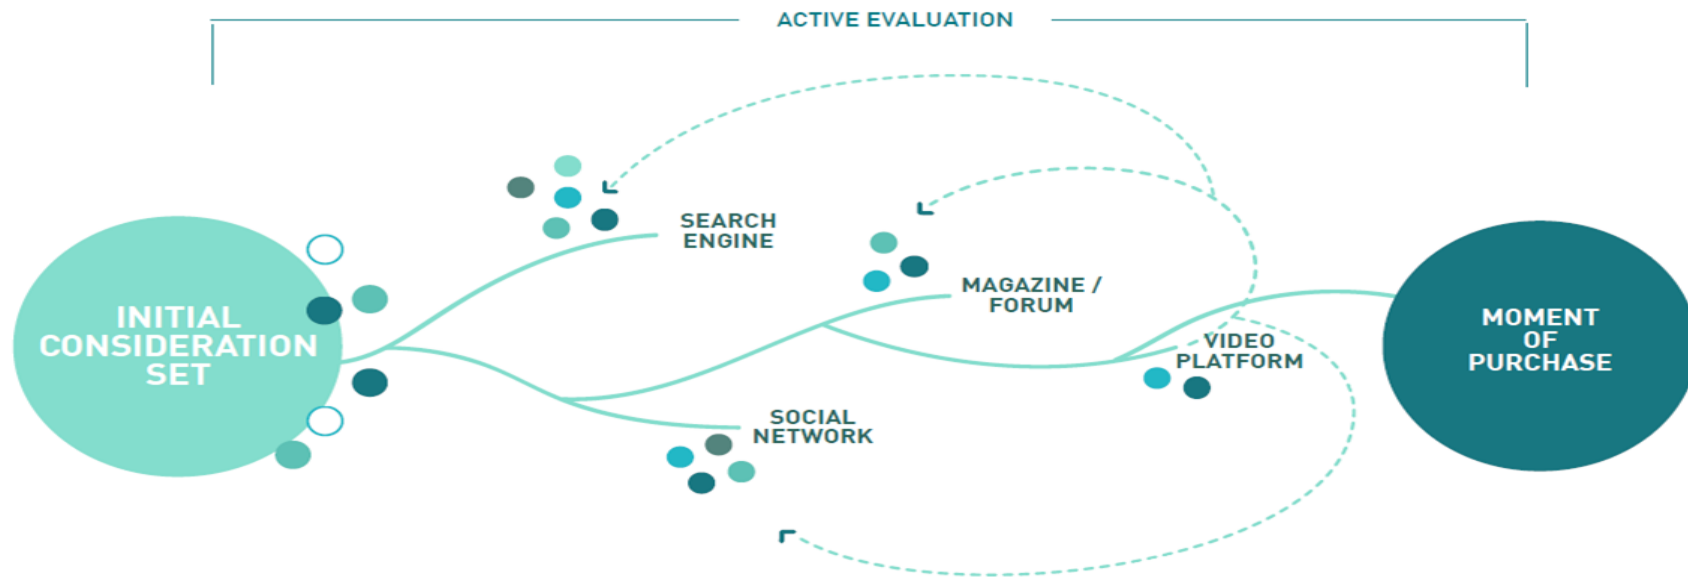 ACTIVE EVALUATION
SEARCH
ENGINE
MAGAZINE /
FORUM
INITIAL
CONSIDERATION
SET
MOMENT
OF
PURCHASE
VIDEO
PLATFORM
SOCIAL
NETWORK